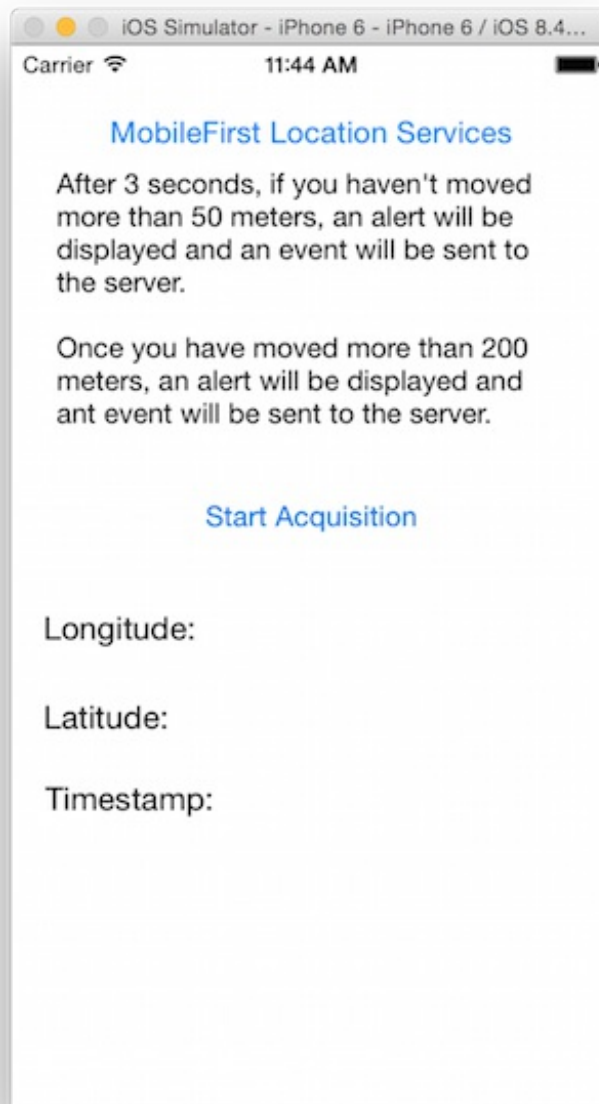 iOS Simulator - iPhone 6 - iPhone 6 / iOS 8.4...
Carrier 11:44 AM
MobileFirst Location Services
After 3 seconds, if you haven't moved
more than 50 meters, an alert will be
displayed and an event will be sent to
the server.
Once you have moved more than 200
meters, an alert will be displayed and
ant event will be sent to the server.
Start Acquisition
Longitude:
Latitude:
Timestamp: